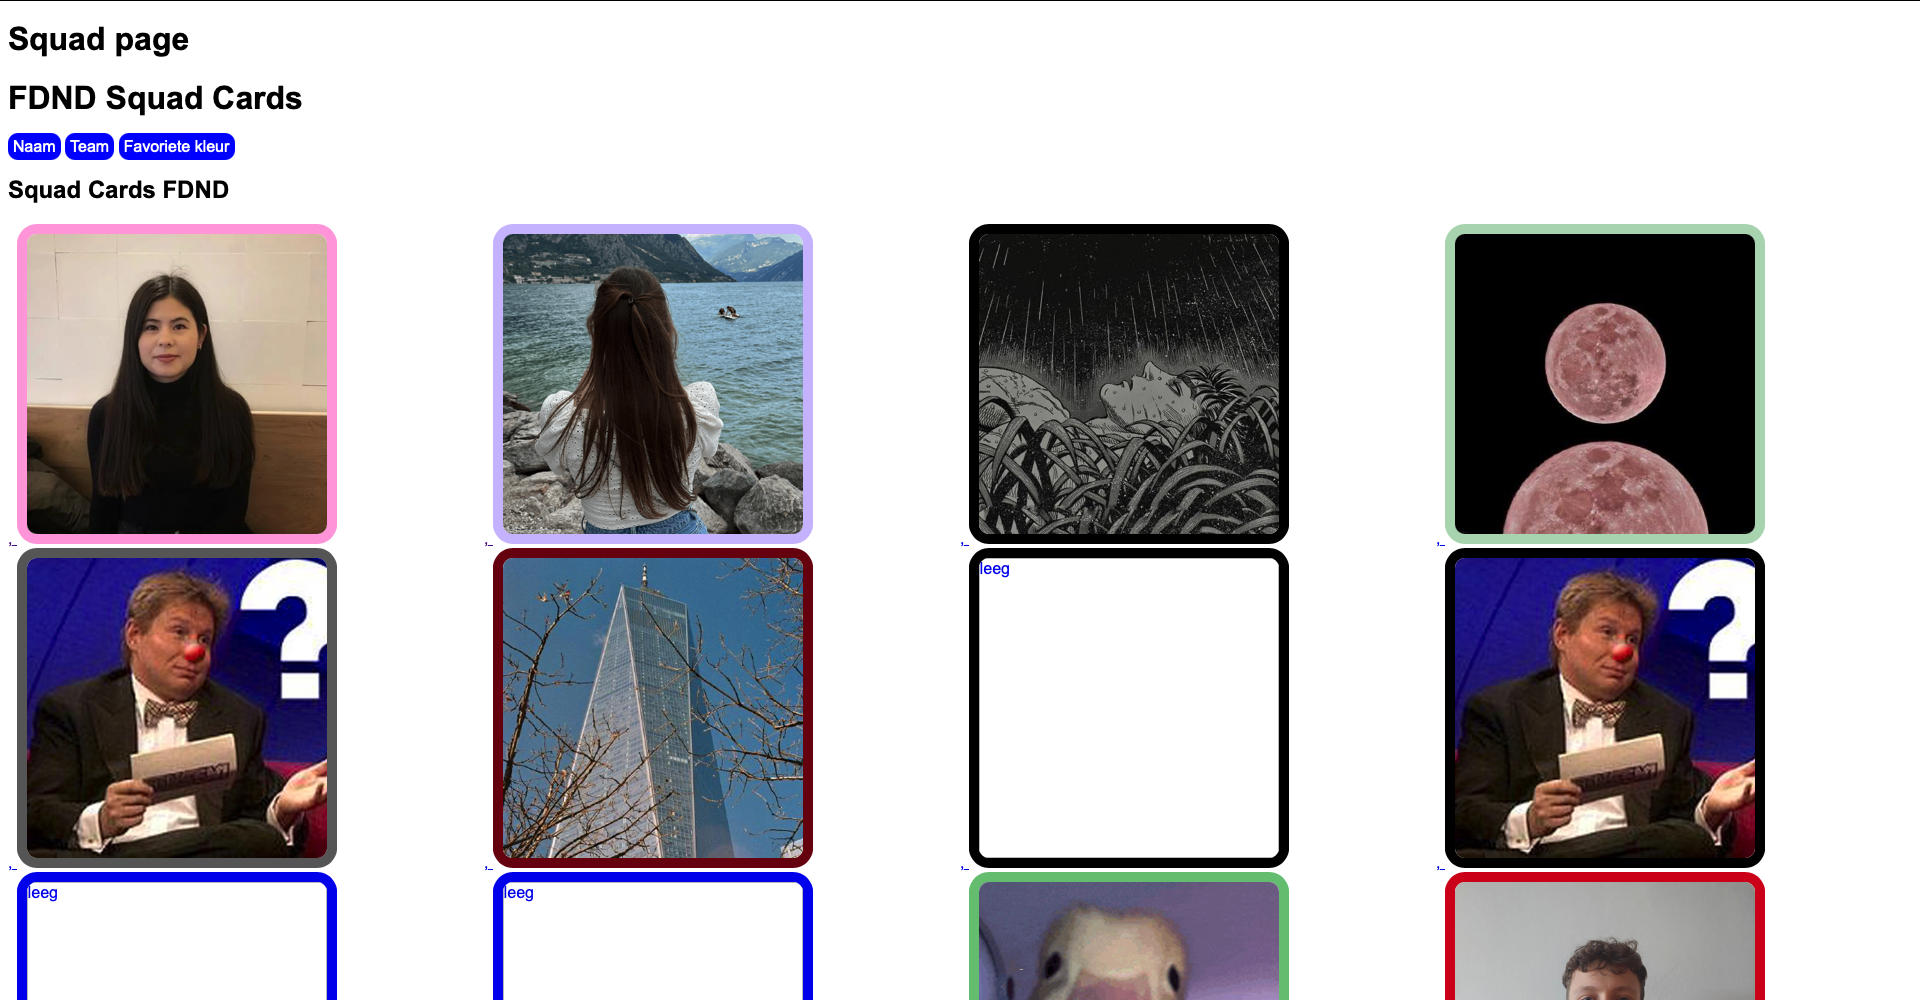 Squad page
FDND Squad Cards
Naam Team Favoriete kleur
Squad Cards FDND
?
leeg
?
leeg
leeg